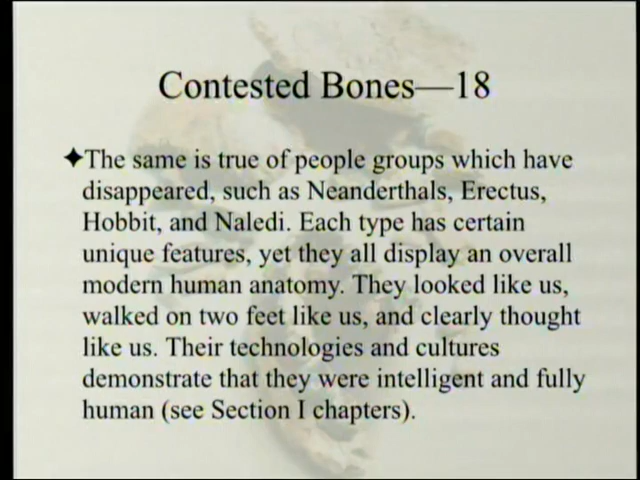 Contested Bones—18
✦The same is true of people groups which have
disappeared, such as Neanderthals, Erectus,
Hobbit, and Naledi. Each type has certain
unique features, yet they all display an overall
modern human anatomy. They looked like us,
walked on two feet like us, and clearly thought
like us. Their technologies and cultures
demonstrate that they were intelligent and fully
human (see Section I chapters).